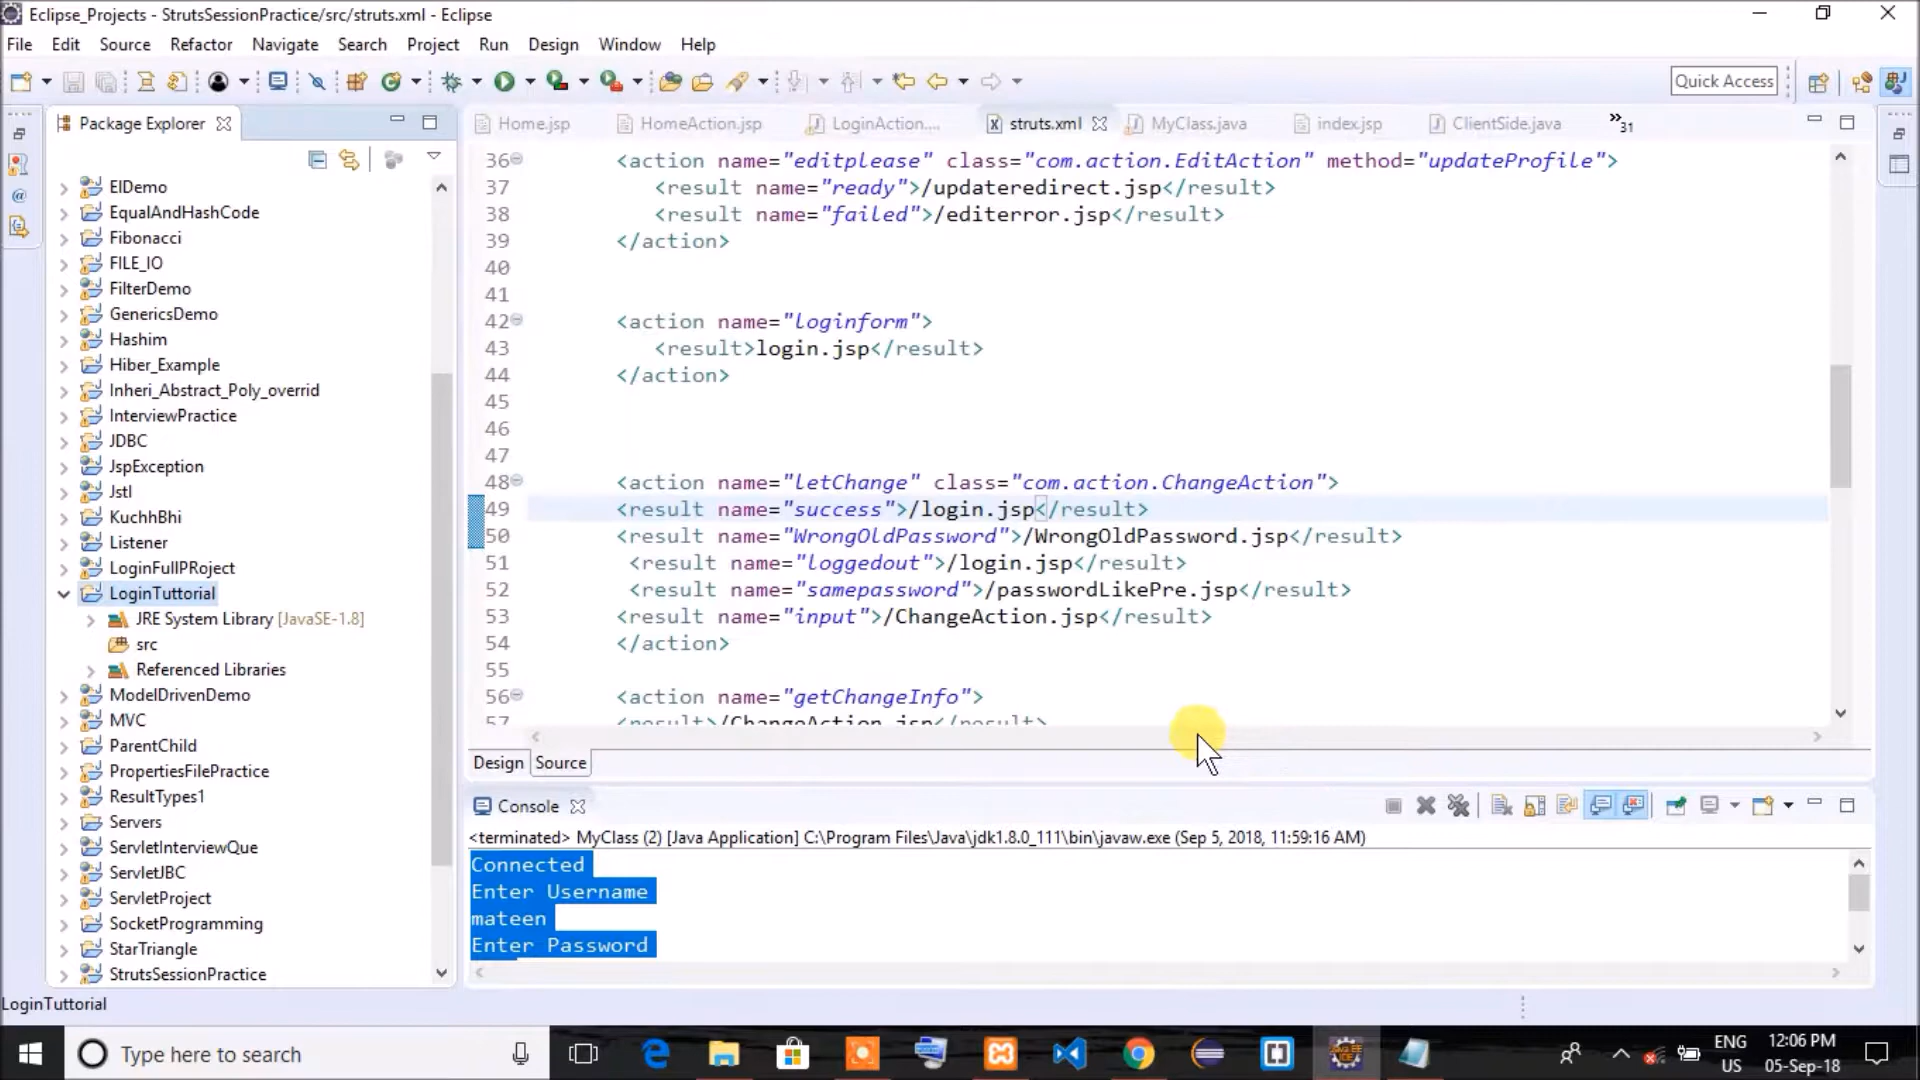 Eclipse_Projects - StrutsSessionPractice/src/struts.xml - Eclipse
File Edit Source Refactor Navigate Search Project Run Design Window Help
Quick Access
Package Explorer
Home.jsp HomeAction.jsp LoginAction.... struts.xml MyClass.java index.jsp ClientSide.java »31
ElDemo
EqualAndHashCode
Fibonacci
FILE_IO
FilterDemo
GenericsDemo
Hashim
Hiber_Example
Inheri_Abstract_Poly_overrid
InterviewPractice
JDBC
JspException
Jstl
KuchhBhi
Listener
LoginFullPRoject
LoginTuttorial
JRE System Library [JavaSE-1.8]
src
Referenced Libraries
ModelDrivenDemo
MVC
ParentChild
PropertiesFilePractice
ResultTypes1
Servers
ServletInterviewQue
ServletJBC
ServletProject
SocketProgramming
StarTriangle
StrutsSessionPractice
36 <action name="editplease" class="com.action.EditAction" method="updateProfile">
37 <result name="ready">/updateredirect.jsp</result>
38 <result name="failed">/editerror.jsp</result>
39 </action>
40
41
42 <action name="loginform">
43 <result>login.jsp</result>
44 </action>
45
46
47
48 <action name="letChange" class="com.action.ChangeAction">
49 <result name="success">/login.jsp</result>
50 <result name="WrongOldPassword">/WrongOldPassword.jsp</result>
51 <result name="loggedout">/login.jsp</result>
52 <result name="samepassword">/passwordLikePre.jsp</result>
53 <result name="input">/ChangeAction.jsp</result>
54 </action>
55
56 <action name="getChangeInfo">
57 <result>/ChangeAction.jsp</result>
Design Source
Console
<terminated> MyClass (2) [Java Application] C:\Program Files\Java\jdk1.8.0_111\bin\javaw.exe (Sep 5, 2018, 11:59:16 AM)
Connected
Enter Username
mateen
Enter Password
LoginTuttorial
Type here to search
ENG
US
12:06 PM
05-Sep-18